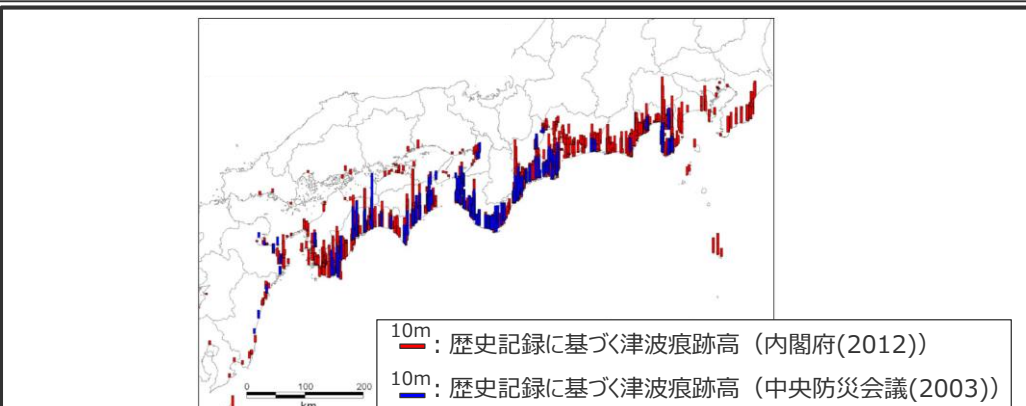 10m : 歴史記録に基づく津波痕跡高（内閣府(2012)）
10m : 歴史記録に基づく津波痕跡高（中央防災会議(2003)）
0 100 200
km